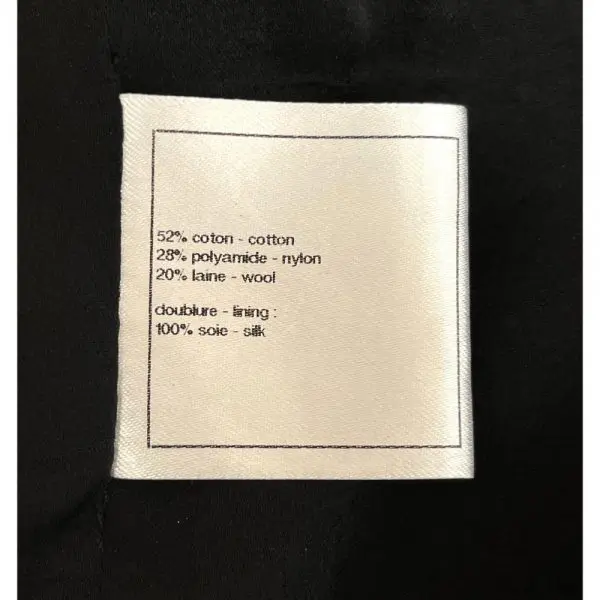 52% coton - cotton
28% polyamide - nylon
20% laine - wool
doublure - lining :
100% soie - silk